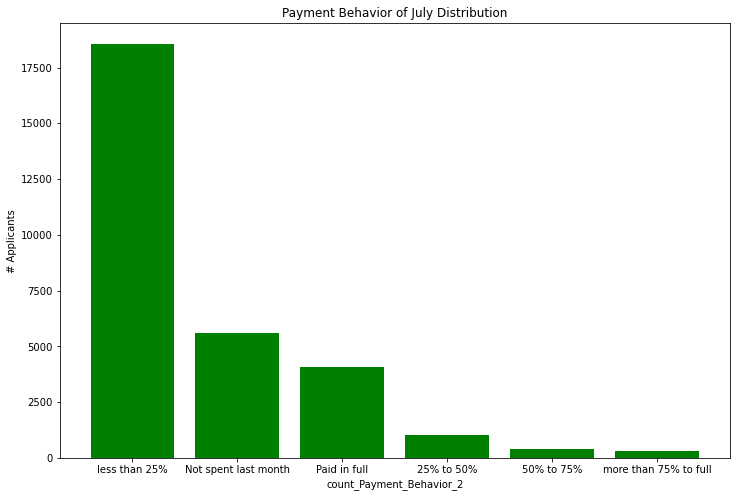 Payment Behavior of July Distribution
17500
15000
12500
10000
7500
5000
2500
0
# Applicants
less than 25% Not spent last month Paid in full 25% to 50% 50% to 75% more than 75% to full
count_Payment_Behavior_2